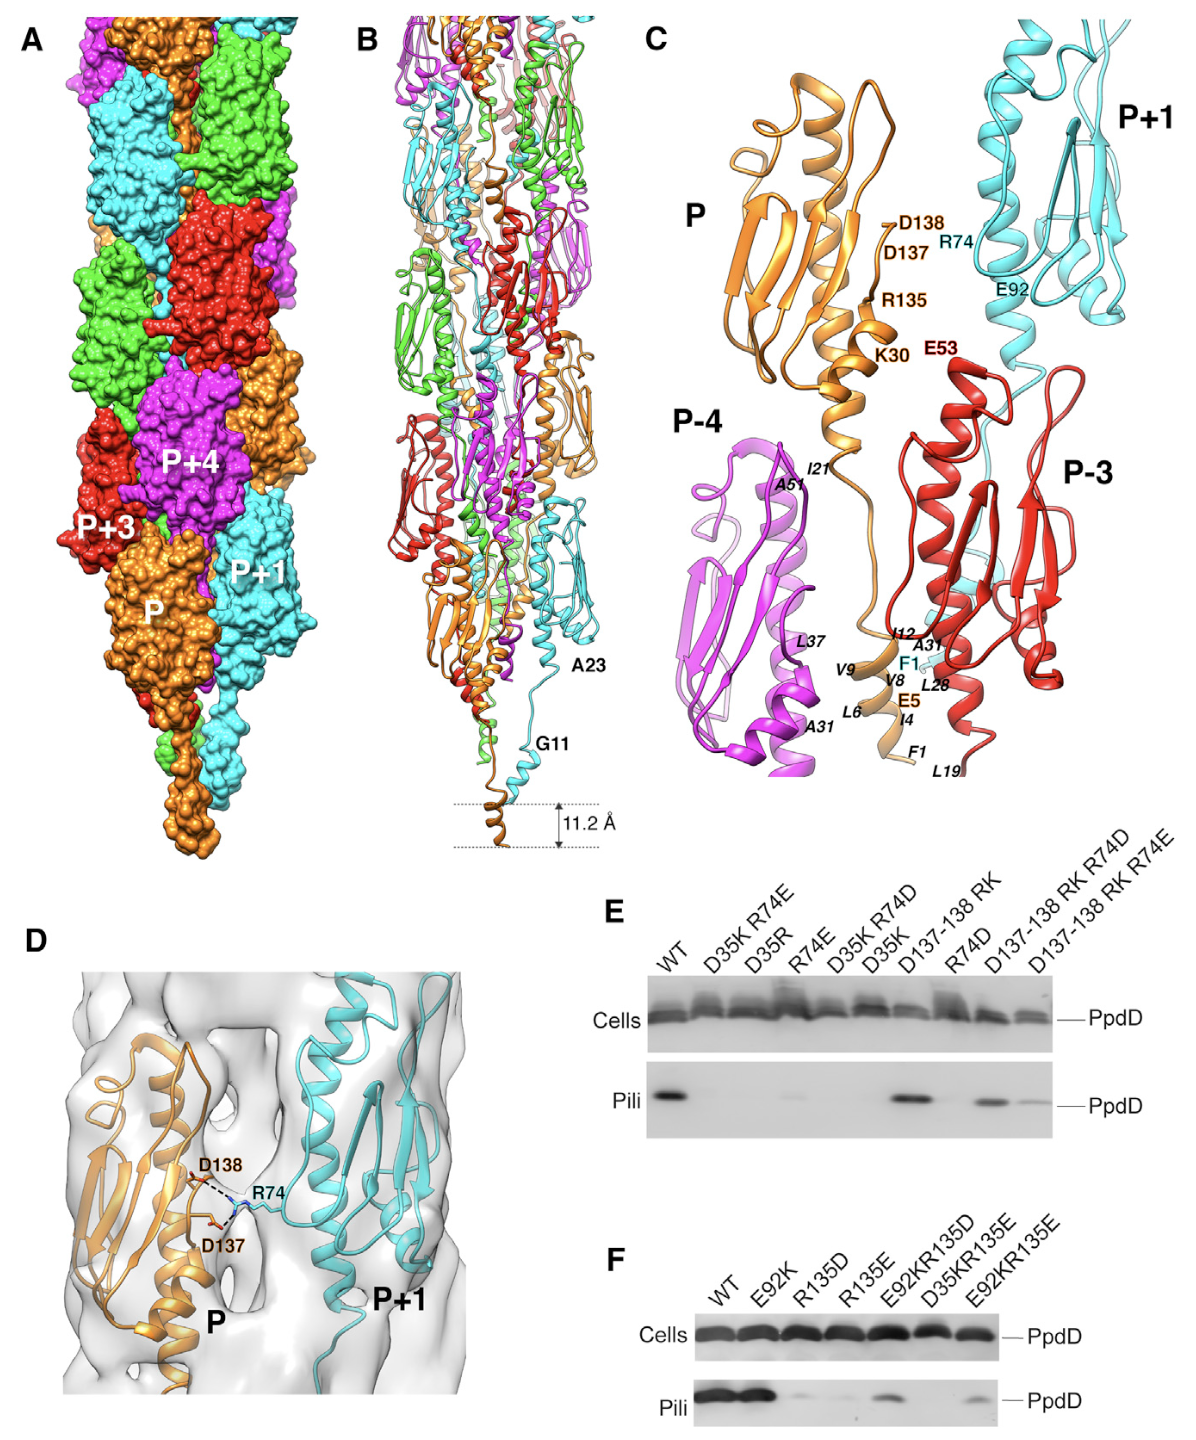 A
B
C
P+4
P+3
P+1
P
A23
G11
11.2 Å
P+1
P
D138
R74
D137
E92
R135
K30
E53
P-4
I21
A51
P-3
L37
I12
A31
V9
F1
V8
L28
E5
L6
I4
A31
F1
L19
D
D138
R74
D137
P+1
P
E
WT
D35K R74E
D35R
R74E
D35K R74D
D35K
D137-138 RK
R74D
D137-138 RK R74D
D137-138 RK R74E
Cells
PpdD
Pili
PpdD
F
WT
E92K
R135D
R135E
E92KR135D
D35KR135E
E92KR135E
Cells
PpdD
Pili
PpdD